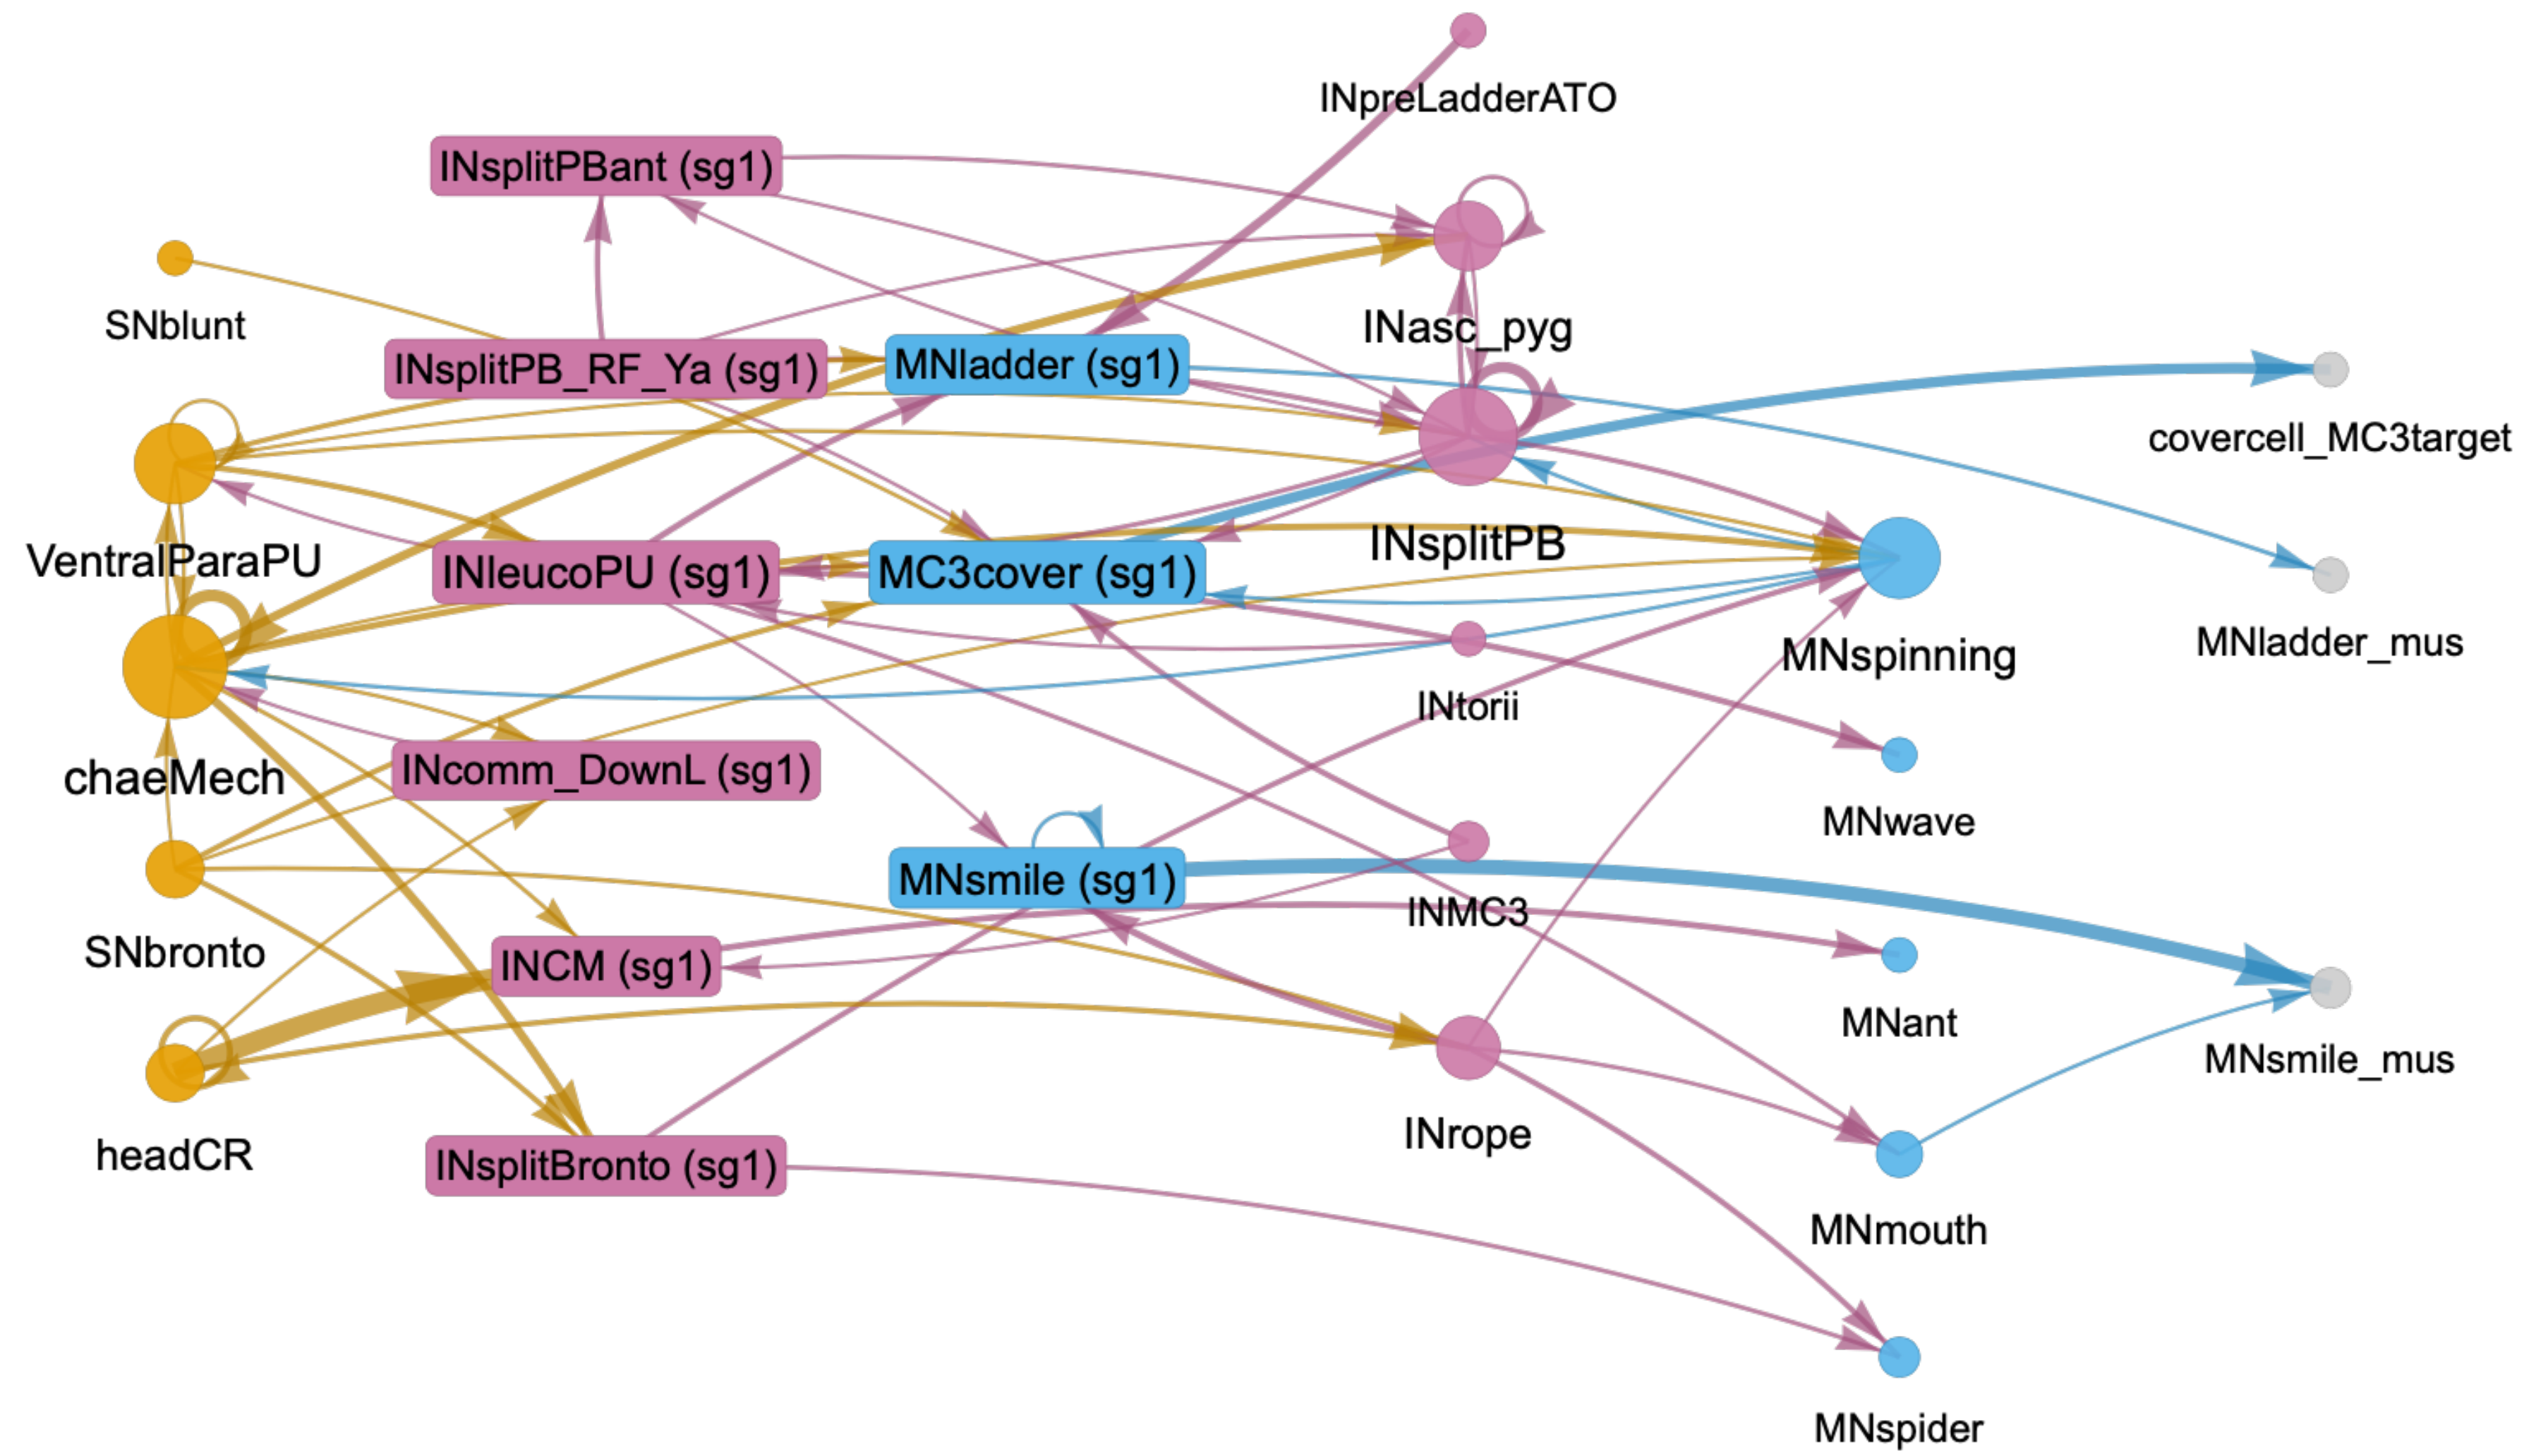 INpreLadderATO
INsplitPBant (sg1)
SNblunt
INasc_pyg
INsplitPB_RF_Ya (sg1)
MNladder (sg1)
covercell_MC3target
VentralParaPU
INleucoPU (sg1)
MC3cover (sg1)
INsplitPB
MNspinning
MNladder_mus
INtorii
chaeMech
INcomm_DownL (sg1)
MNwave
MNsmile (sg1)
INMC3
SNbronto
INCM (sg1)
MNant
MNsmile_mus
headCR
INsplitBronto (sg1)
INrope
MNmouth
MNspider